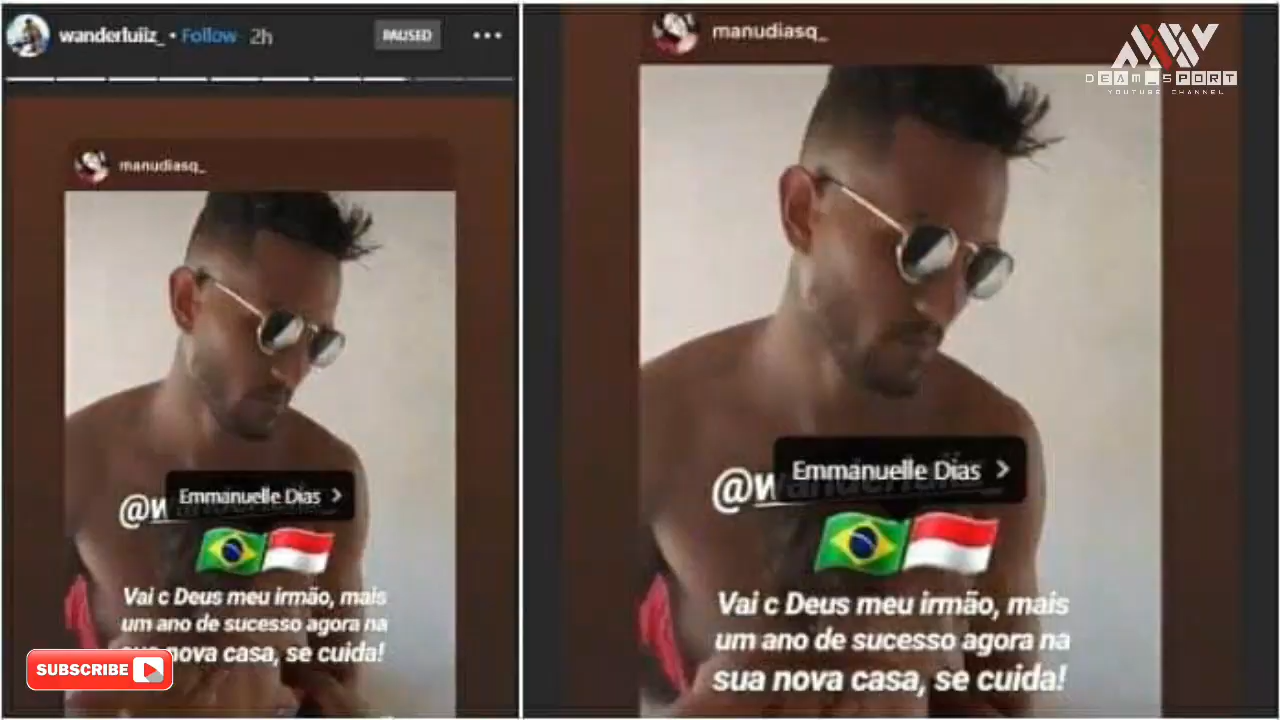 wanderluiiz_ • Follow 2h
PAUSED
manudiasq_
@w
Emmanuelle Dias >
Vai c Deus meu irmão, mais
um ano de sucesso agora na
sua nova casa, se cuida!
SUBSCRIBE
manudiasq_
DEAM_SPORT
YOUTUBE CHANNEL
@w
Emmanuelle Dias >
Vai c Deus meu irmão, mais
um ano de sucesso agora na
sua nova casa, se cuida!